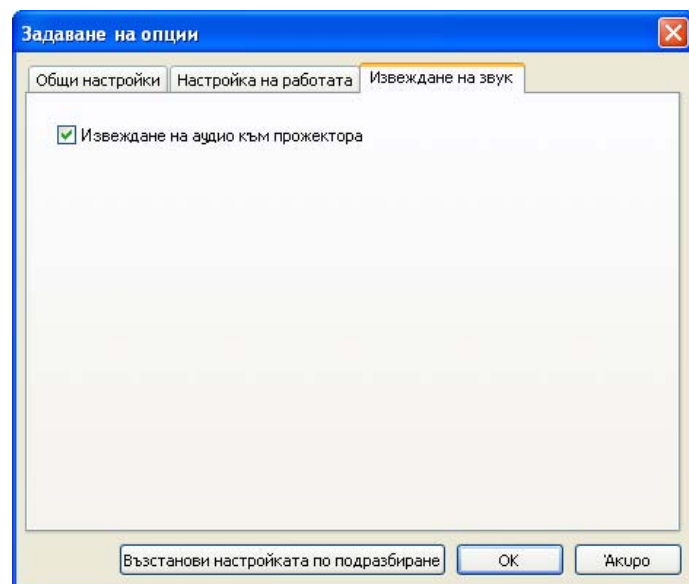 Задаване на опции
Общи настройки
Настройка на работата
Извеждане на звук
Извеждане на аудио към прожектора
Възстанови настройката по подразбиране
OK
Άκυρο